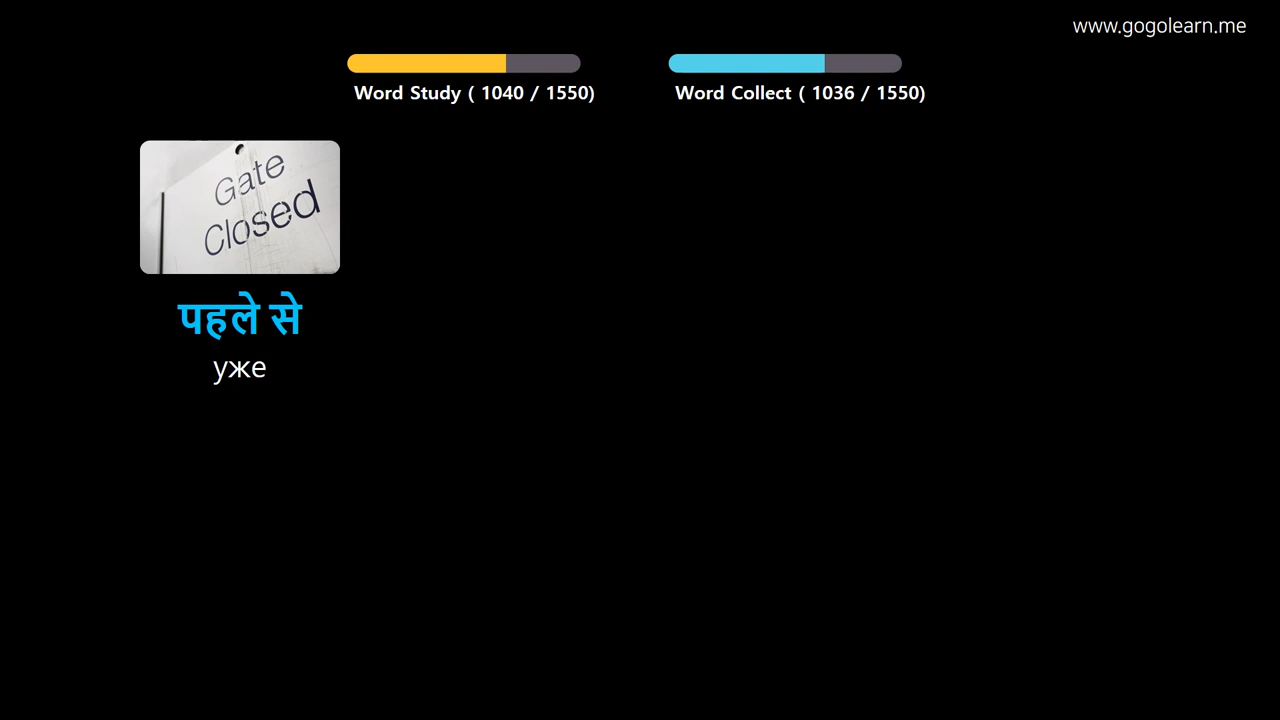 www.gogolearn.me
Word Study ( 1040 / 1550)
Word Collect ( 1036 / 1550)
Gate
Closed
पहले से
уже